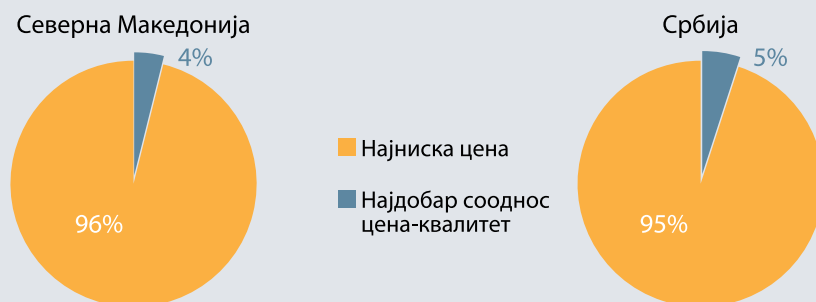 Северна Македонија
4%
96%
Најниска цена
Најдобар сооднос
цена-квалитет
Србија
5%
95%